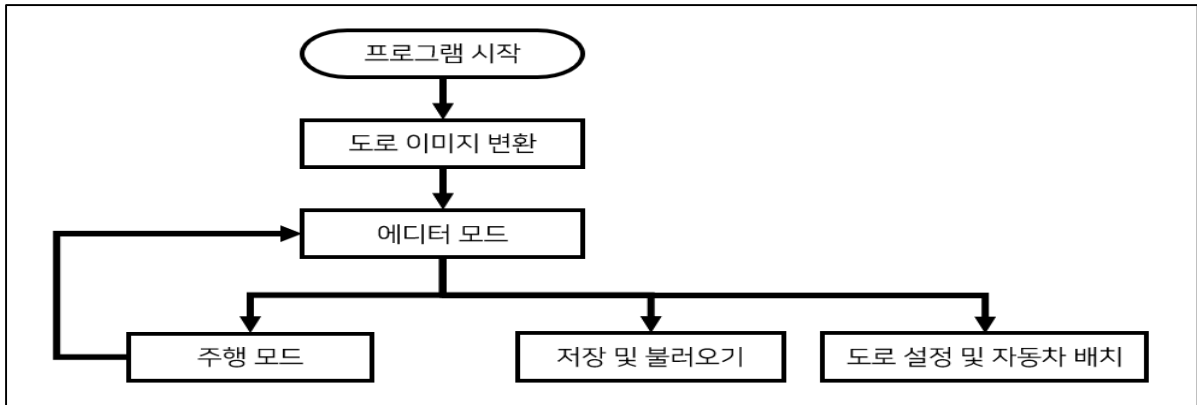 프로그램 시작
도로 이미지 변환
에디터 모드
주행 모드
저장 및 불러오기
도로 설정 및 자동차 배치